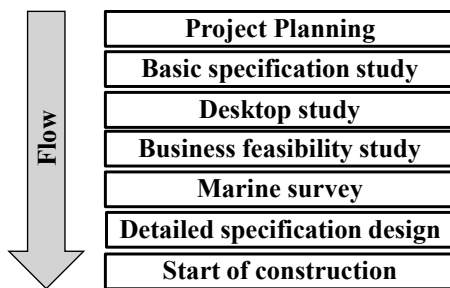 Flow
Project Planning
Basic specification study
Desktop study
Business feasibility study
Marine survey
Detailed specification design
Start of construction